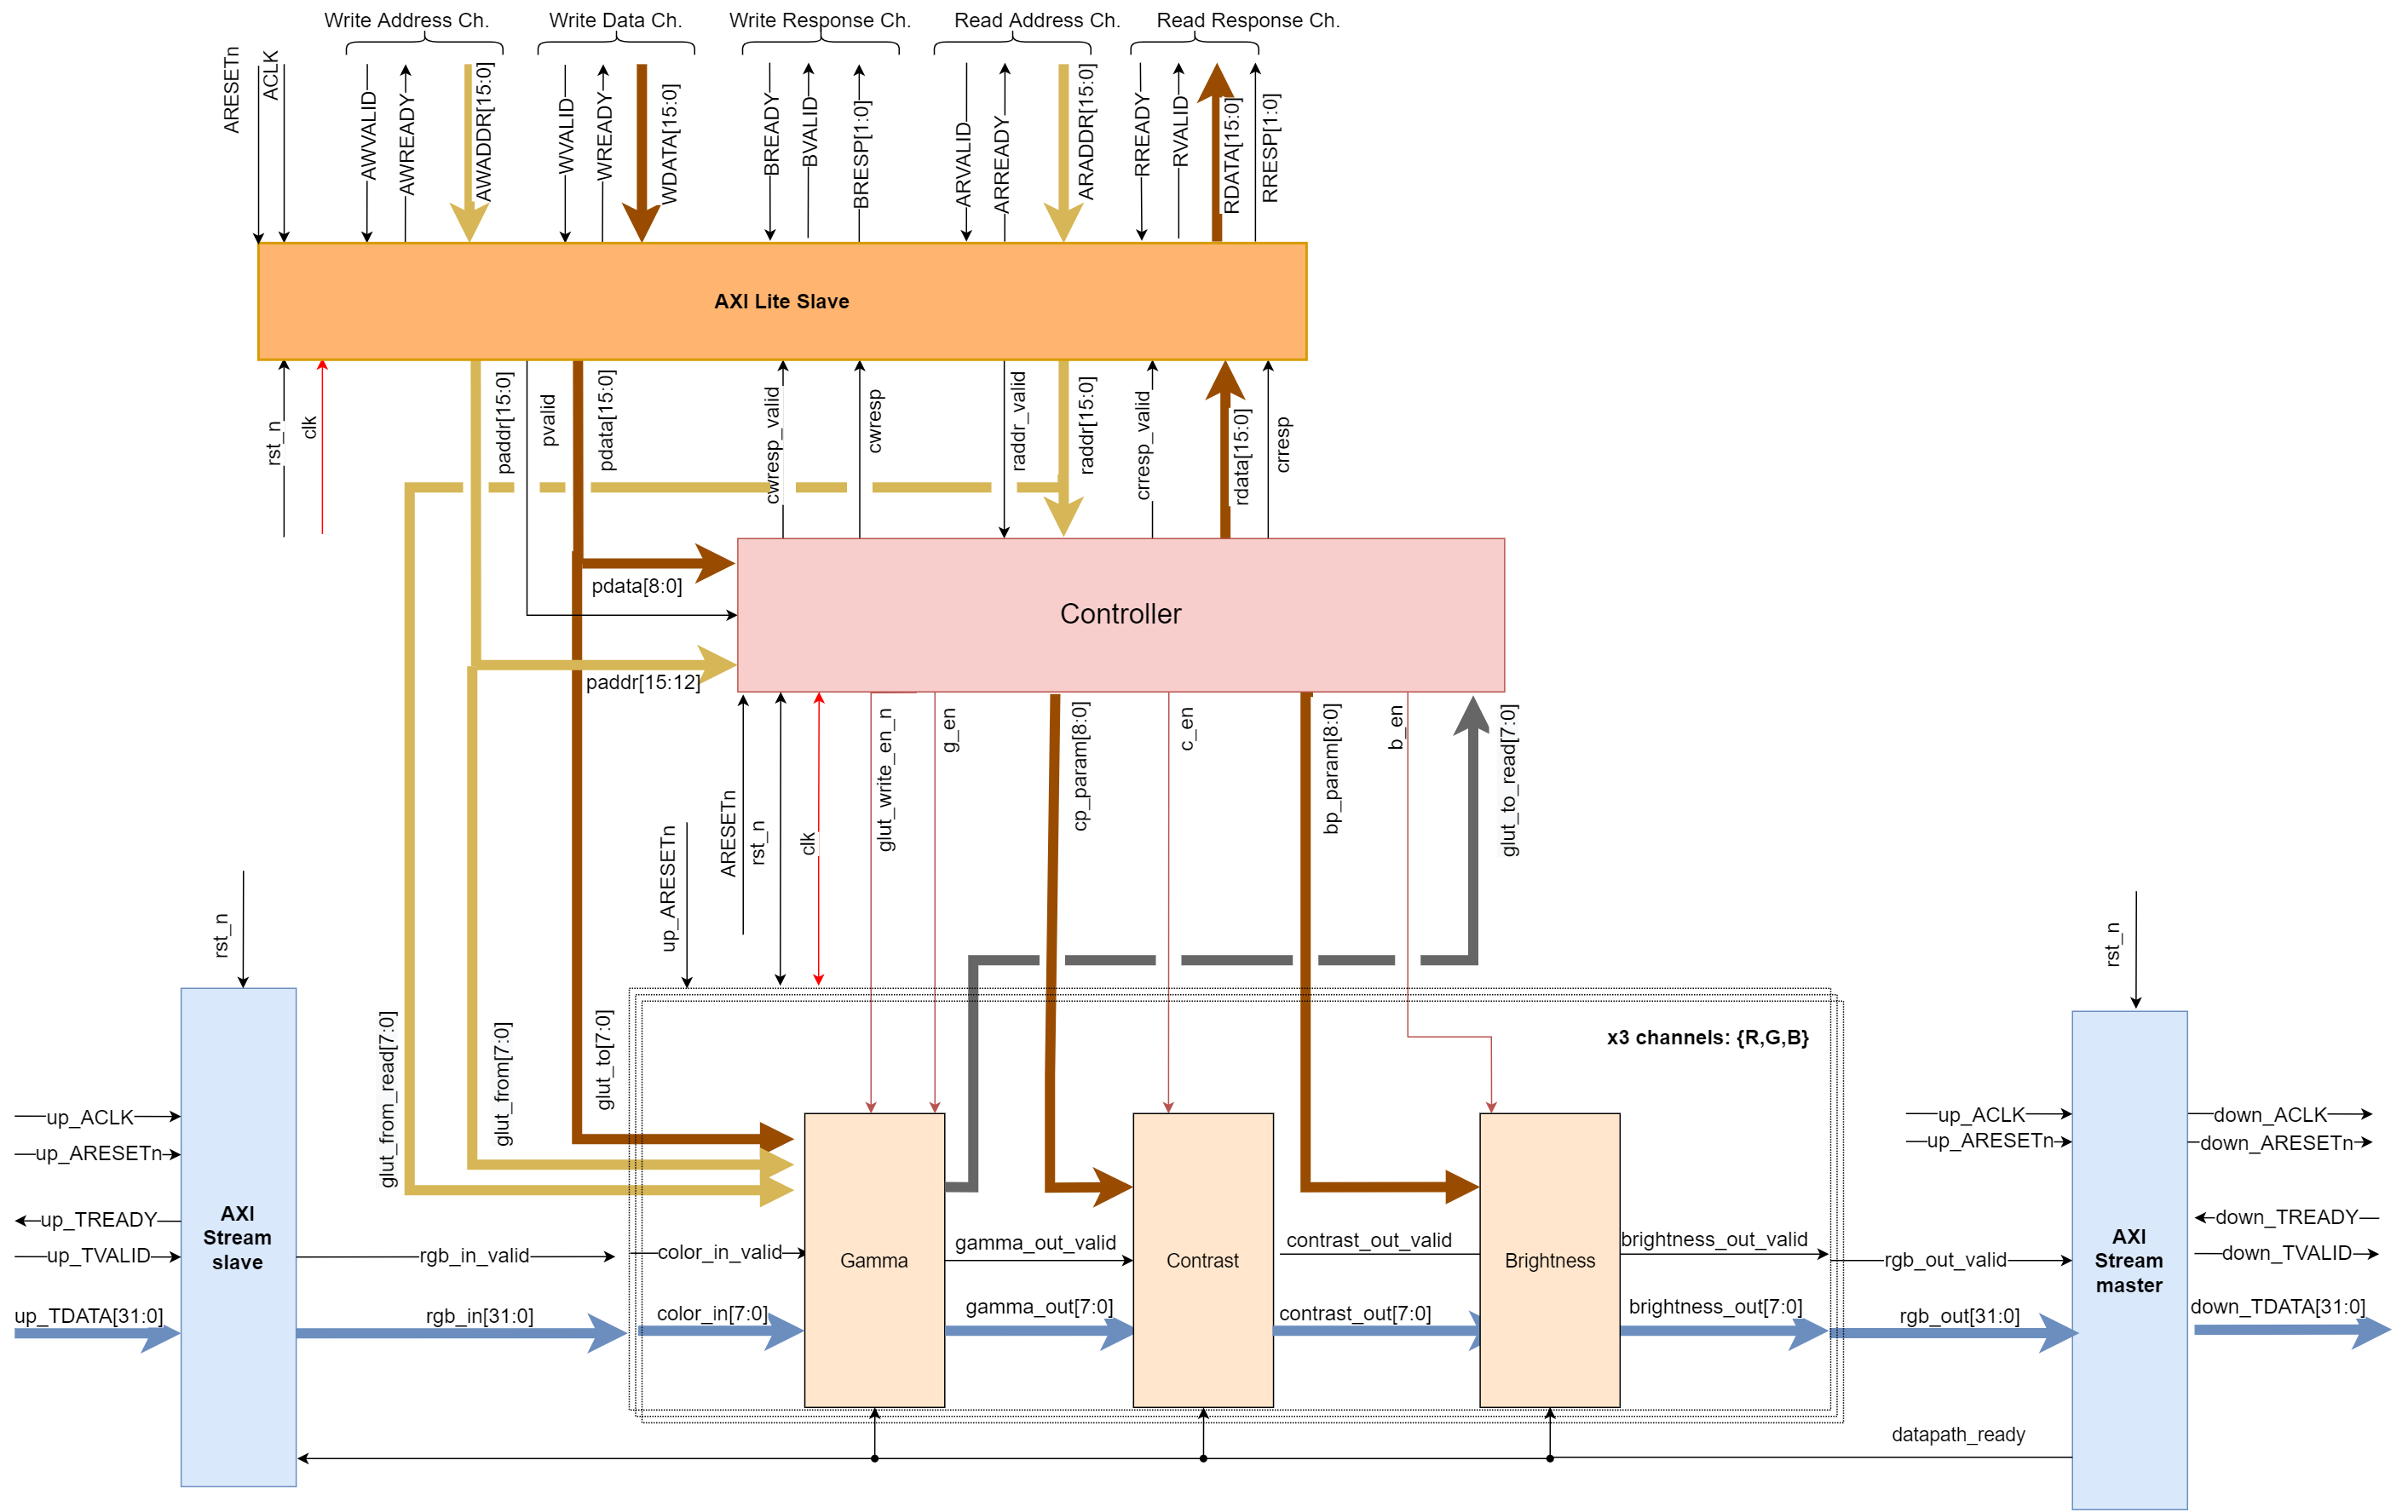 Write Address Ch.
Write Data Ch.
Write Response Ch.
Read Address Ch.
Read Response Ch.
ARESETn
ACLK
AWVALID
AWREADY
AWADDR[15:0]
WVALID
WREADY
WDATA[15:0]
BREADY
BVALID
BRESP[1:0]
ARVALID
ARREADY
ARADDR[15:0]
RREADY
RVALID
RDATA[15:0]
RRESP[1:0]
AXI Lite Slave
rst_n
clk
paddr[15:0]
pvalid
pdata[15:0]
cwresp_valid
cwresp
raddr_valid
raddr[15:0]
crresp_valid
rdata[15:0]
crresp
pdata[8:0]
Controller
paddr[15:12]
up_ARESETn
ARESETn
rst_n
clk
glut_write_en_n
g_en
cp_param[8:0]
c_en
bp_param[8:0]
b_en
glut_to_read[7:0]
rst_n
rst_n
glut_from_read[7:0]
glut_from[7:0]
glut_to[7:0]
x3 channels: {R,G,B}
up_ACLK
up_ARESETn
up_TREADY
up_TVALID
up_TDATA[31:0]
AXI
Stream
slave
rgb_in_valid
rgb_in[31:0]
color_in_valid
color_in[7:0]
Gamma
gamma_out_valid
gamma_out[7:0]
Contrast
contrast_out_valid
contrast_out[7:0]
Brightness
brightness_out_valid
brightness_out[7:0]
rgb_out_valid
rgb_out[31:0]
up_ACLK
up_ARESETn
AXI
Stream
master
down_ACLK
down_ARESETn
down_TREADY
down_TVALID
down_TDATA[31:0]
datapath_ready